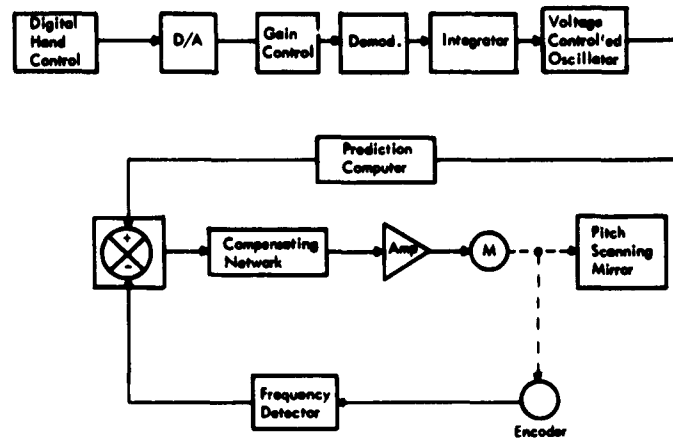 Digital
Hand
Control
D/A
Gain
Control
Demod.
Integrator
Voltage
Control'ed
Oscillator
Prediction
Computer
+
-
Compensating
Network
Amp
M
Pitch
Scanning
Mirror
Frequency
Detector
Encoder